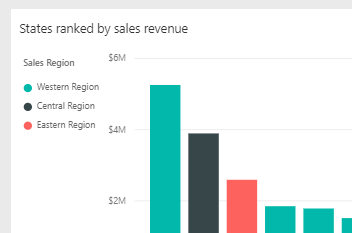 States ranked by sales revenue
Sales Region
Western Region
Central Region
Eastern Region
$6M
$4M
$2M